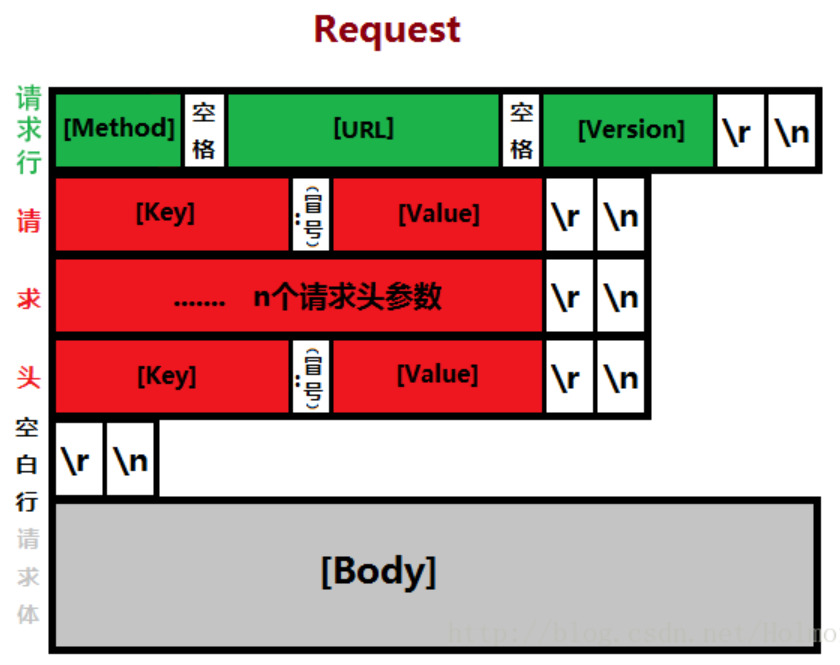 Request
请求行 [Method] 空格 [URL] 空格 [Version] \r \n
请 [Key] :(冒号) [Value] \r \n
求 ....... n个请求头参数 \r \n
头 [Key] :(冒号) [Value] \r \n
空白行 \r \n
请求体 [Body]
http://blog.csdn.net/Holmo